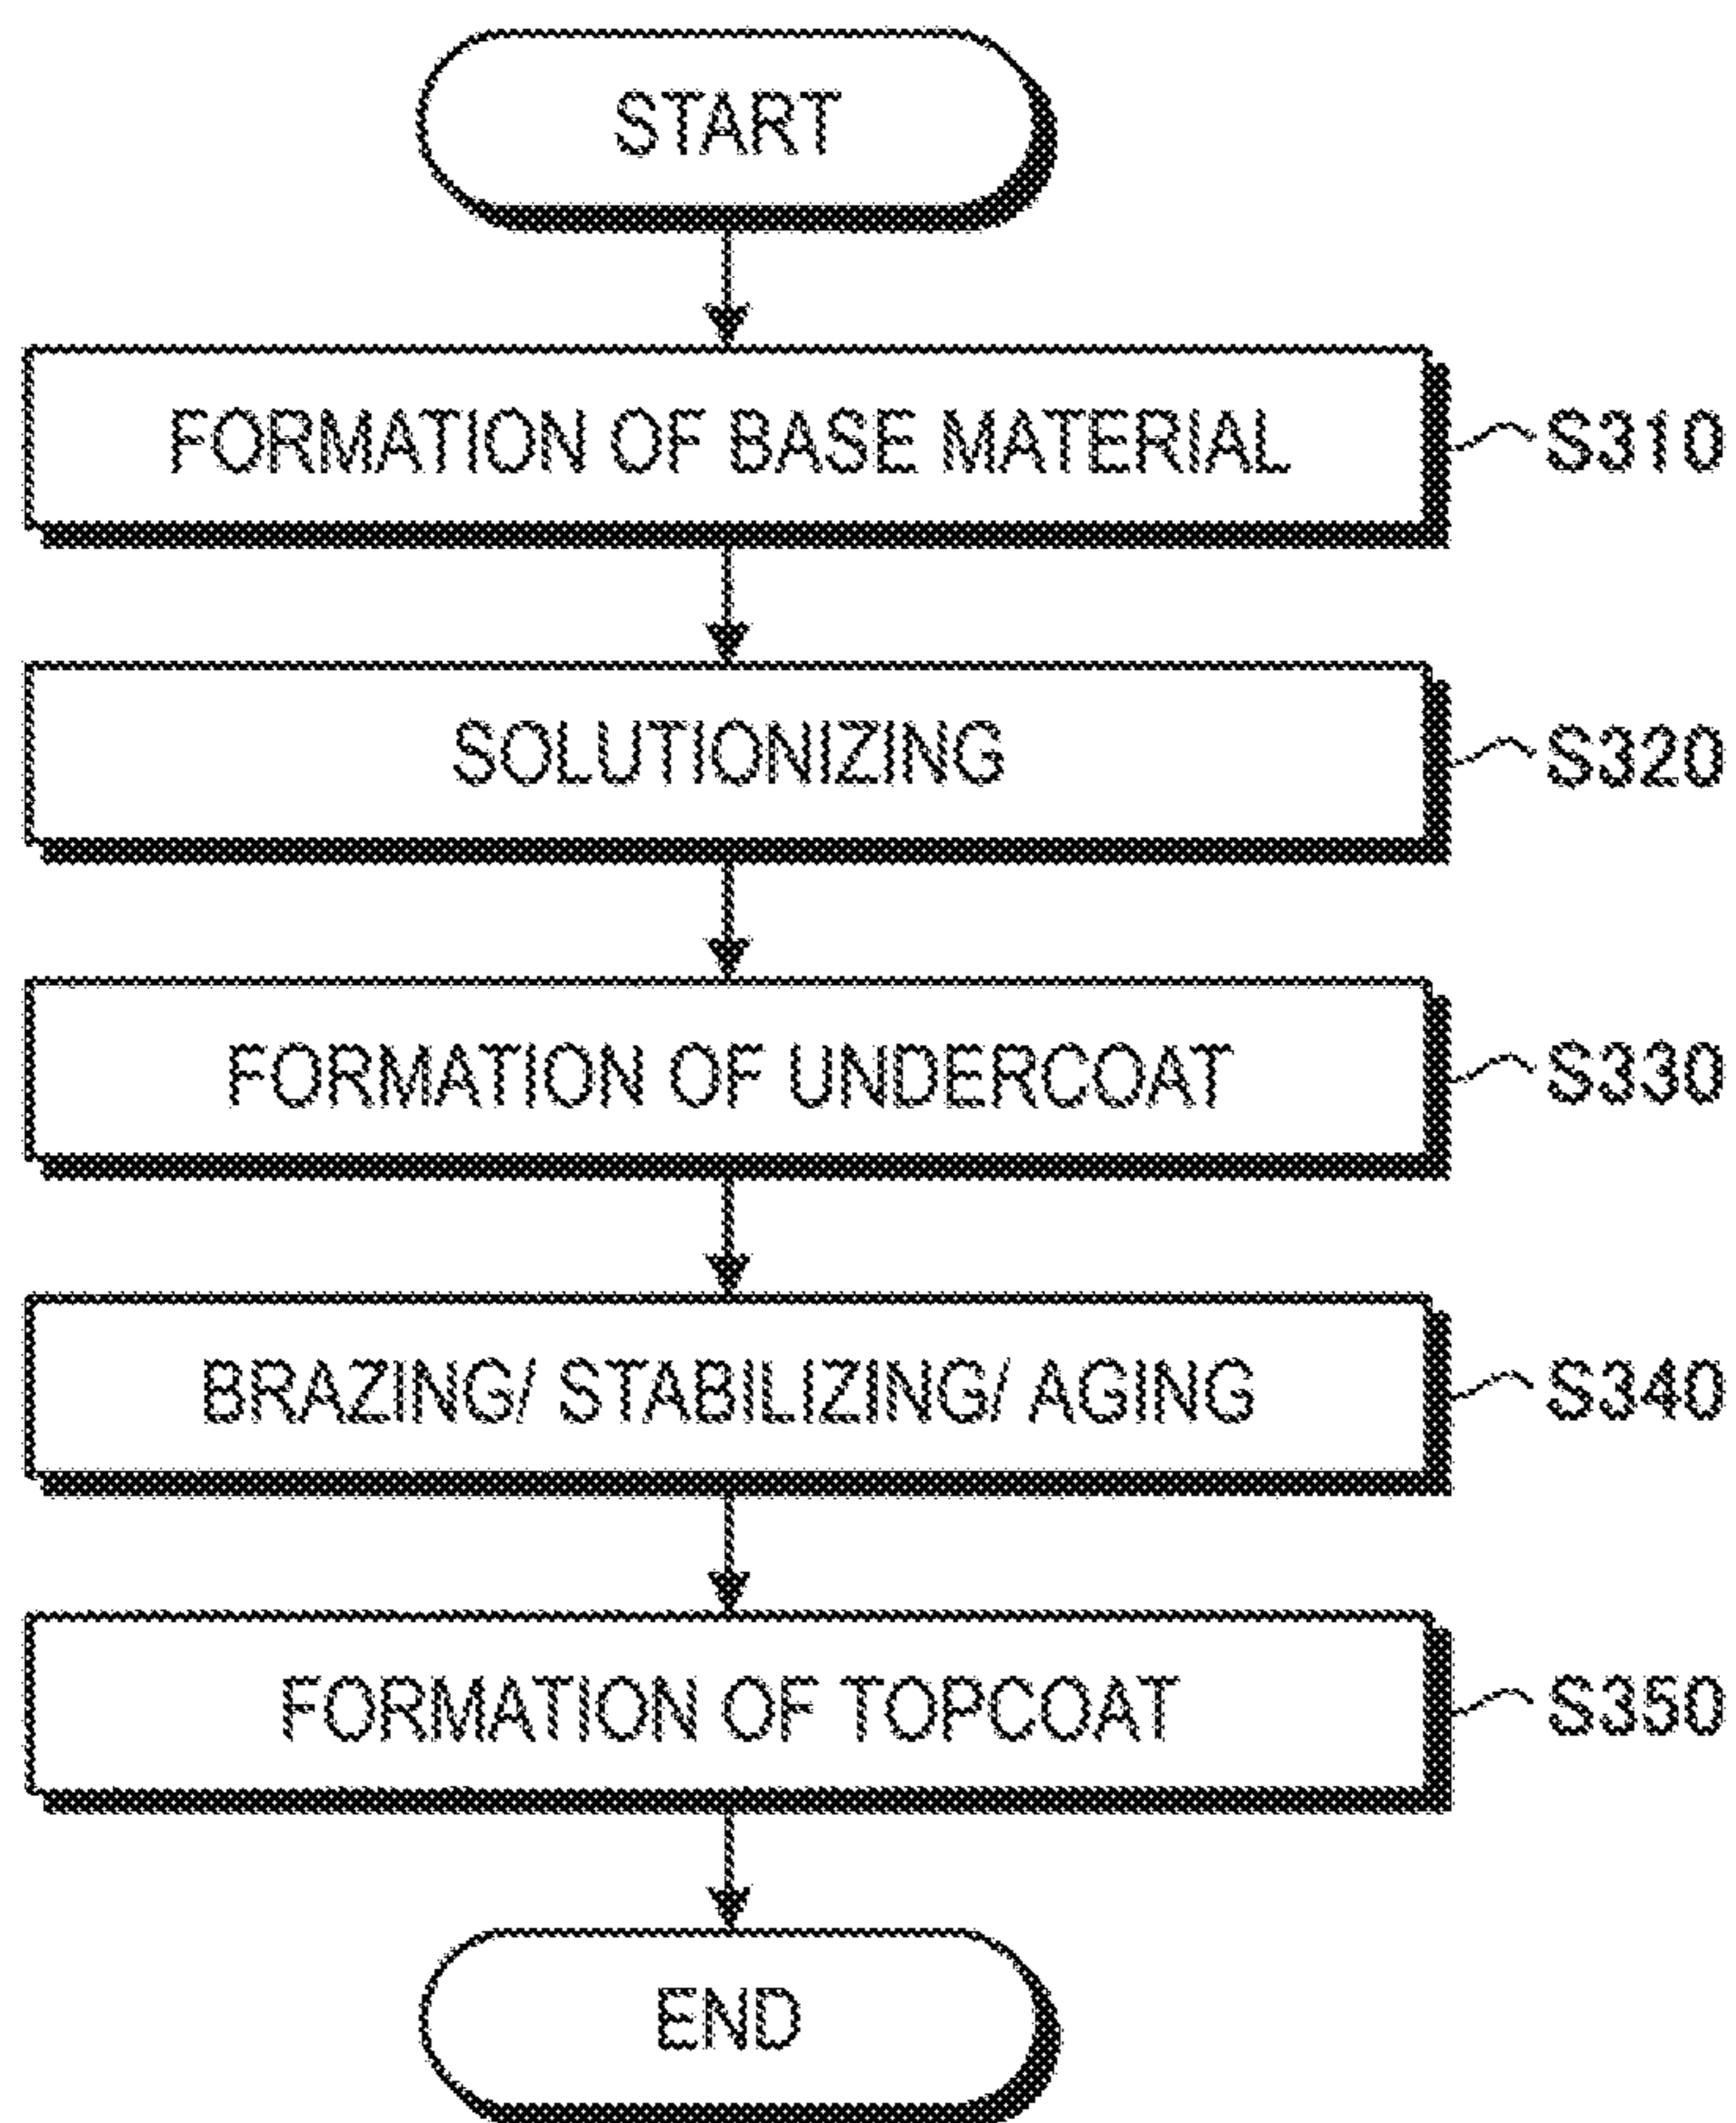 START
FORMATION OF BASE MATERIAL
S310
SOLUTIONIZING
S320
FORMATION OF UNDERCOAT
S330
BRAZING/ STABILIZING/ AGING
S340
FORMATION OF TOPCOAT
S350
END